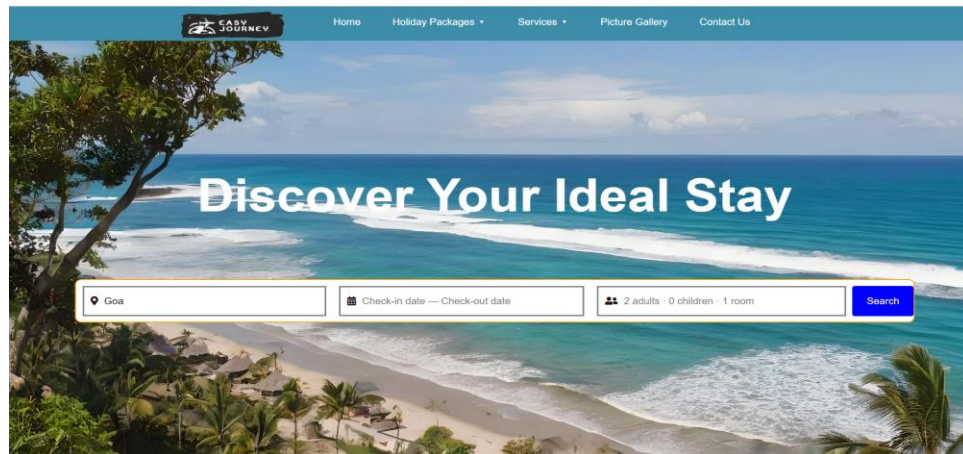 EASY
JOURNEY
Home
Holiday Packages
Services
Picture Gallery
Contact Us
Discover Your Ideal Stay
Goa
Check-in date — Check-out date
2 adults · 0 children · 1 room
Search